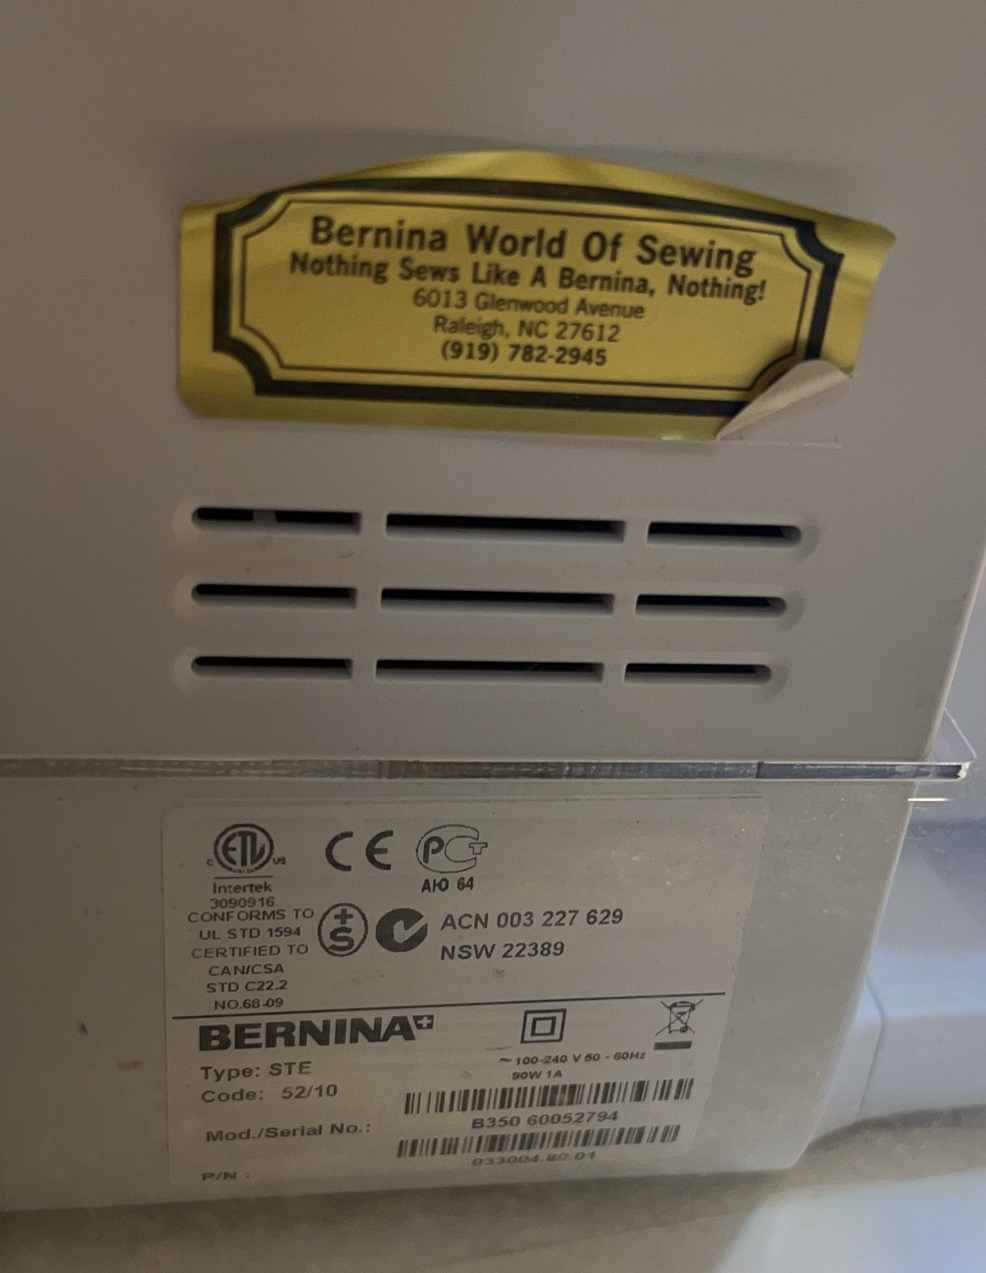 Bernina World Of Sewing
Nothing Sews Like A Bernina, Nothing!
6013 Glenwood Avenue
Raleigh, NC 27612
(919) 782-2945
c ETL us
Intertek
3090916
CONFORMS TO
UL STD 1594
CERTIFIED TO
CAN/CSA
STD C22.2
NO.68-09
CE
PCT
АЮ 64
+S
ACN 003 227 629
NSW 22389
BERNINA+
Type: STE
Code: 52/10
~ 100-240 V 50 - 60Hz
90W 1A
Mod./Serial No.:
B350 60052794
P/N :
033004.80.01